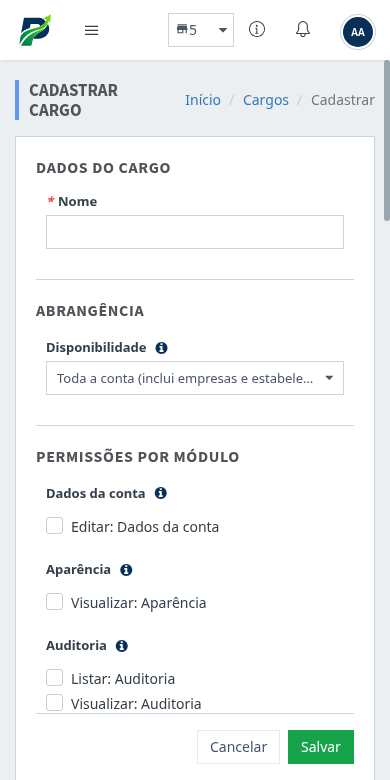 5
AA
CADASTRAR
CARGO
Início / Cargos / Cadastrar
DADOS DO CARGO
* Nome
ABRANGÊNCIA
Disponibilidade
Toda a conta (inclui empresas e estabele...
PERMISSÕES POR MÓDULO
Dados da conta
Editar: Dados da conta
Aparência
Visualizar: Aparência
Auditoria
Listar: Auditoria
Visualizar: Auditoria
Cancelar
Salvar